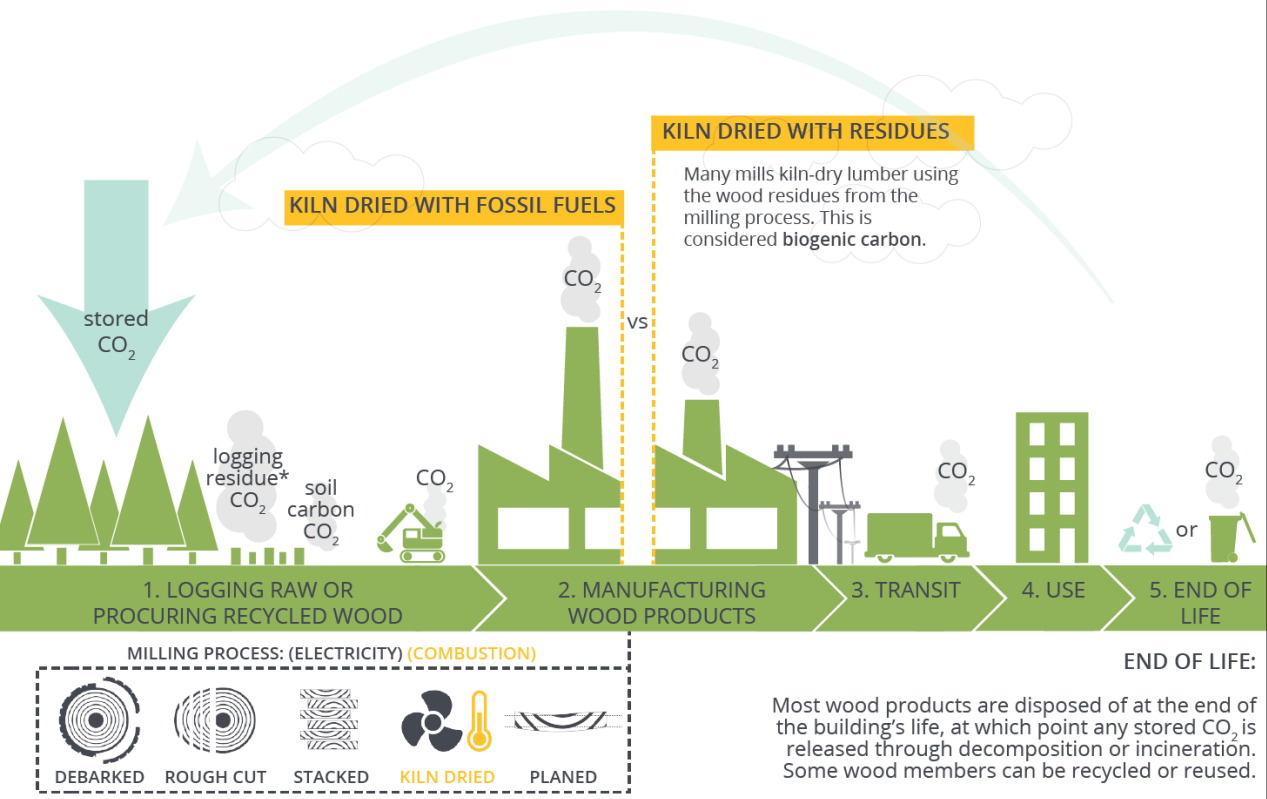 KILN DRIED WITH RESIDUES
Many mills kiln-dry lumber using
the wood residues from the
milling process. This is
considered biogenic carbon.
KILN DRIED WITH FOSSIL FUELS
CO₂
vs
CO₂
stored
CO₂
logging
residue*
CO₂
soil
carbon
CO₂
CO₂
CO₂
or
CO₂
1. LOGGING RAW OR
PROCURING RECYCLED WOOD
2. MANUFACTURING
WOOD PRODUCTS
3. TRANSIT
4. USE
5. END OF
LIFE
MILLING PROCESS: (ELECTRICITY) (COMBUSTION)
DEBARKED
ROUGH CUT
STACKED
KILN DRIED
PLANED
END OF LIFE:
Most wood products are disposed of at the end of
the building’s life, at which point any stored CO₂ is
released through decomposition or incineration.
Some wood members can be recycled or reused.